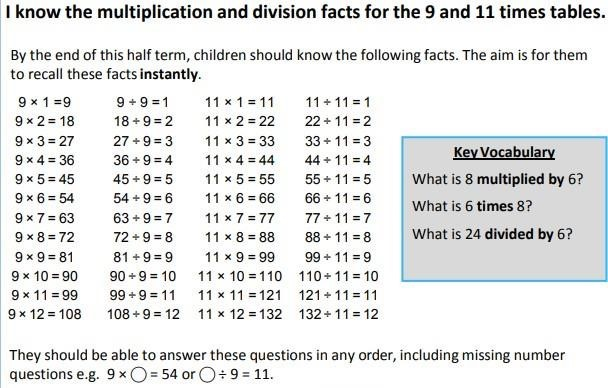 I know the multiplication and division facts for the 9 and 11 times tables.
By the end of this half term, children should know the following facts. The aim is for them
to recall these facts instantly.
9 × 1 =9 9 ÷ 9 = 1 11 × 1 = 11 11 ÷ 11 = 1
9 × 2 = 18 18 ÷ 9 = 2 11 × 2 = 22 22 ÷ 11 = 2
9 × 3 = 27 27 ÷ 9 = 3 11 × 3 = 33 33 ÷ 11 = 3
9 × 4 = 36 36 ÷ 9 = 4 11 × 4 = 44 44 ÷ 11 = 4
9 × 5 = 45 45 ÷ 9 = 5 11 × 5 = 55 55 ÷ 11 = 5
9 × 6 = 54 54 ÷ 9 = 6 11 × 6 = 66 66 ÷ 11 = 6
9 × 7 = 63 63 ÷ 9 = 7 11 × 7 = 77 77 ÷ 11 = 7
9 × 8 = 72 72 ÷ 9 = 8 11 × 8 = 88 88 ÷ 11 = 8
9 × 9 = 81 81 ÷ 9 = 9 11 × 9 = 99 99 ÷ 11 = 9
9 × 10 = 90 90 ÷ 9 = 10 11 × 10 = 110 110 ÷ 11 = 10
9 × 11 = 99 99 ÷ 9 = 11 11 × 11 = 121 121 ÷ 11 = 11
9 × 12 = 108 108 ÷ 9 = 12 11 × 12 = 132 132 ÷ 11 = 12
Key Vocabulary
What is 8 multiplied by 6?
What is 6 times 8?
What is 24 divided by 6?
They should be able to answer these questions in any order, including missing number
questions e.g. 9 × ◯ = 54 or ◯ ÷ 9 = 11.